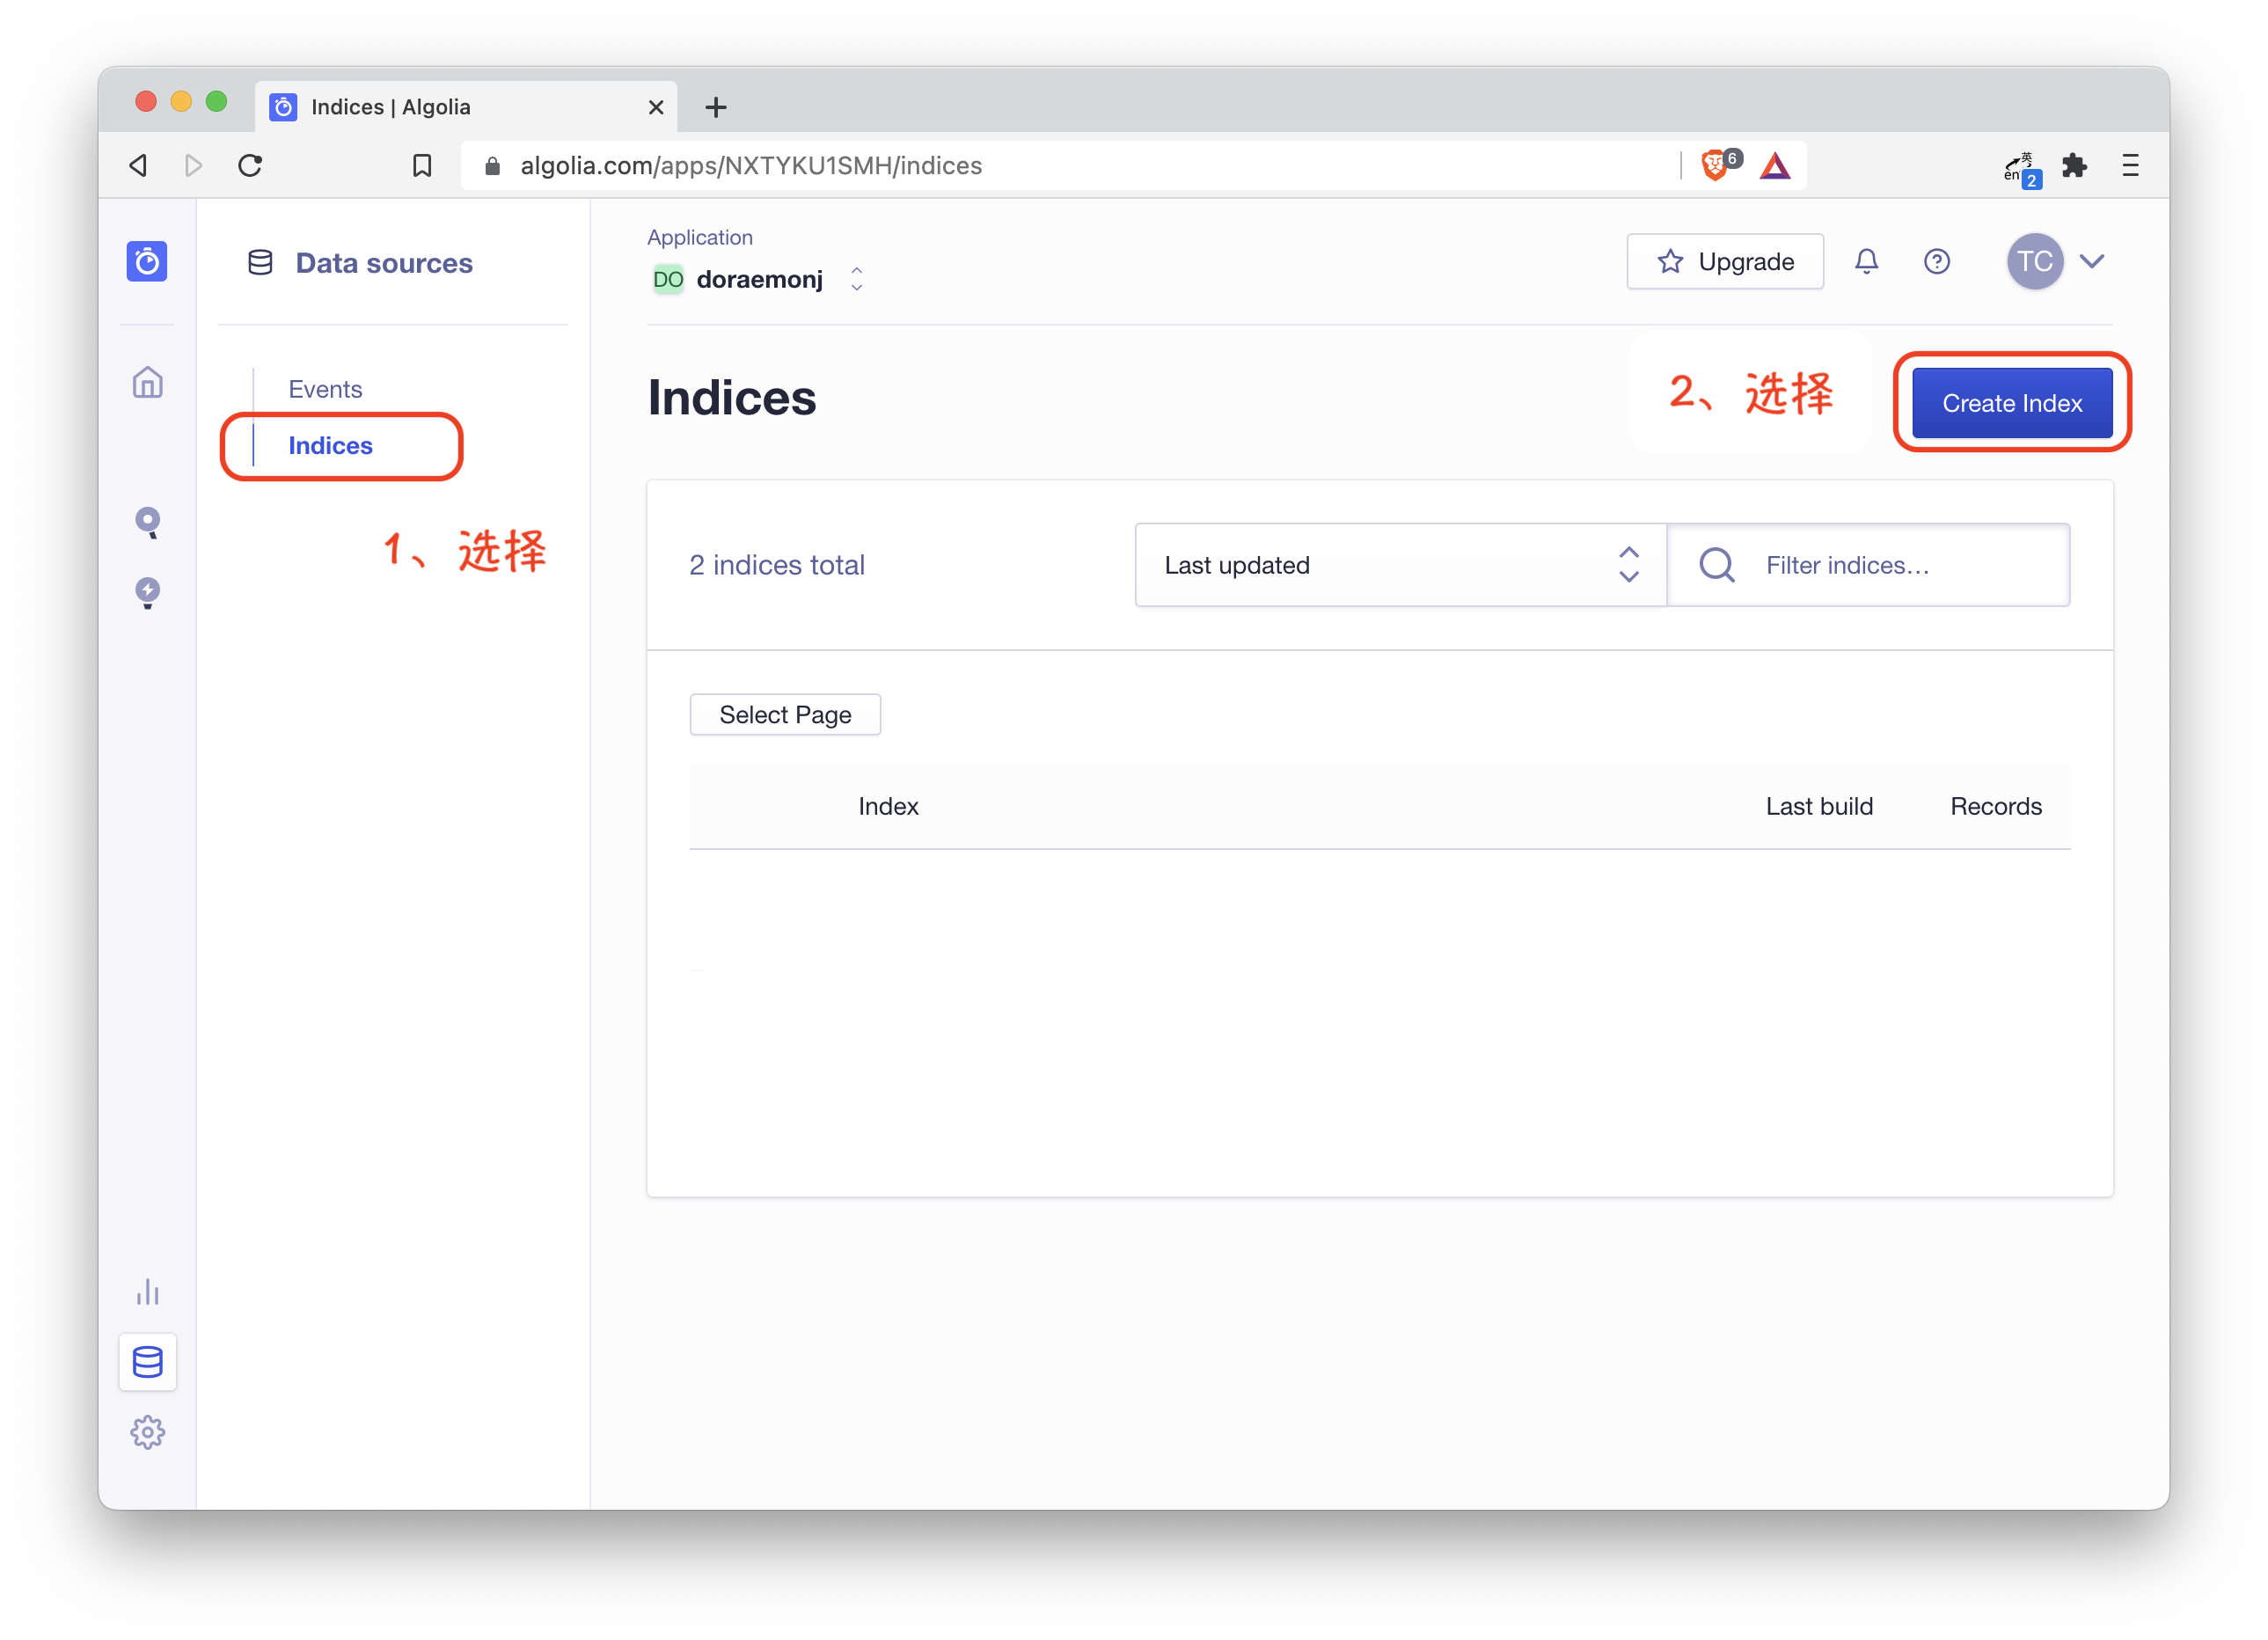 Indices | Algolia
algolia.com/apps/NXTYKU1SMH/indices
6
英
en
2
Data sources
Application
DO doraemonj
Upgrade
TC
Events
Indices
1、选择
Indices
2、选择
Create Index
2 indices total
Last updated
Filter indices...
Select Page
Index
Last build
Records